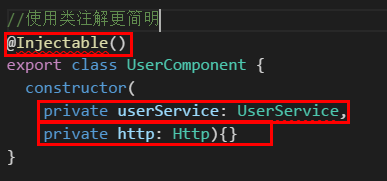 //使用类注解更简明
@Injectable()
export class UserComponent {
constructor(
private userService: UserService,
private http: Http){}
}